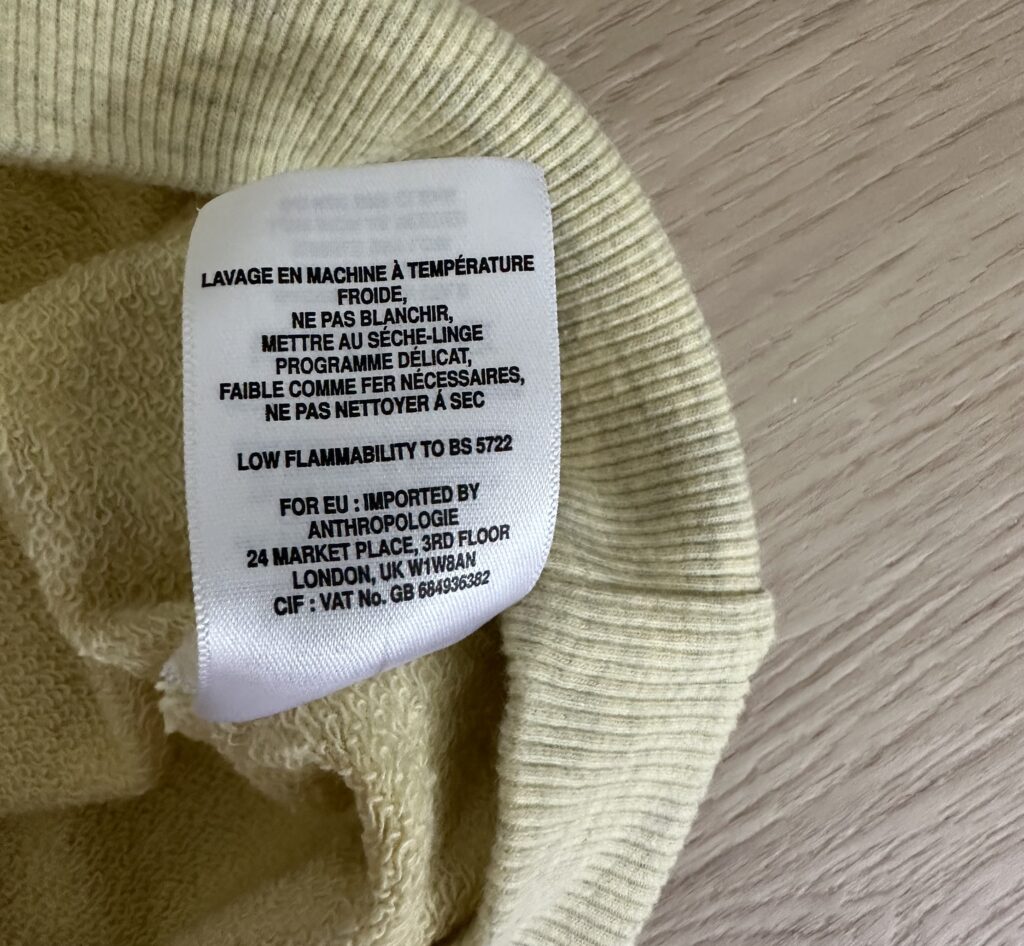 LAVAGE EN MACHINE À TEMPÉRATURE
FROIDE,
NE PAS BLANCHIR,
METTRE AU SÉCHE-LINGE
PROGRAMME DÉLICAT,
FAIBLE COMME FER NÉCESSAIRES,
NE PAS NETTOYER Á SEC
LOW FLAMMABILITY TO BS 5722
FOR EU : IMPORTED BY
ANTHROPOLOGIE
24 MARKET PLACE, 3RD FLOOR
LONDON, UK W1W8AN
CIF : VAT No. GB 684936382